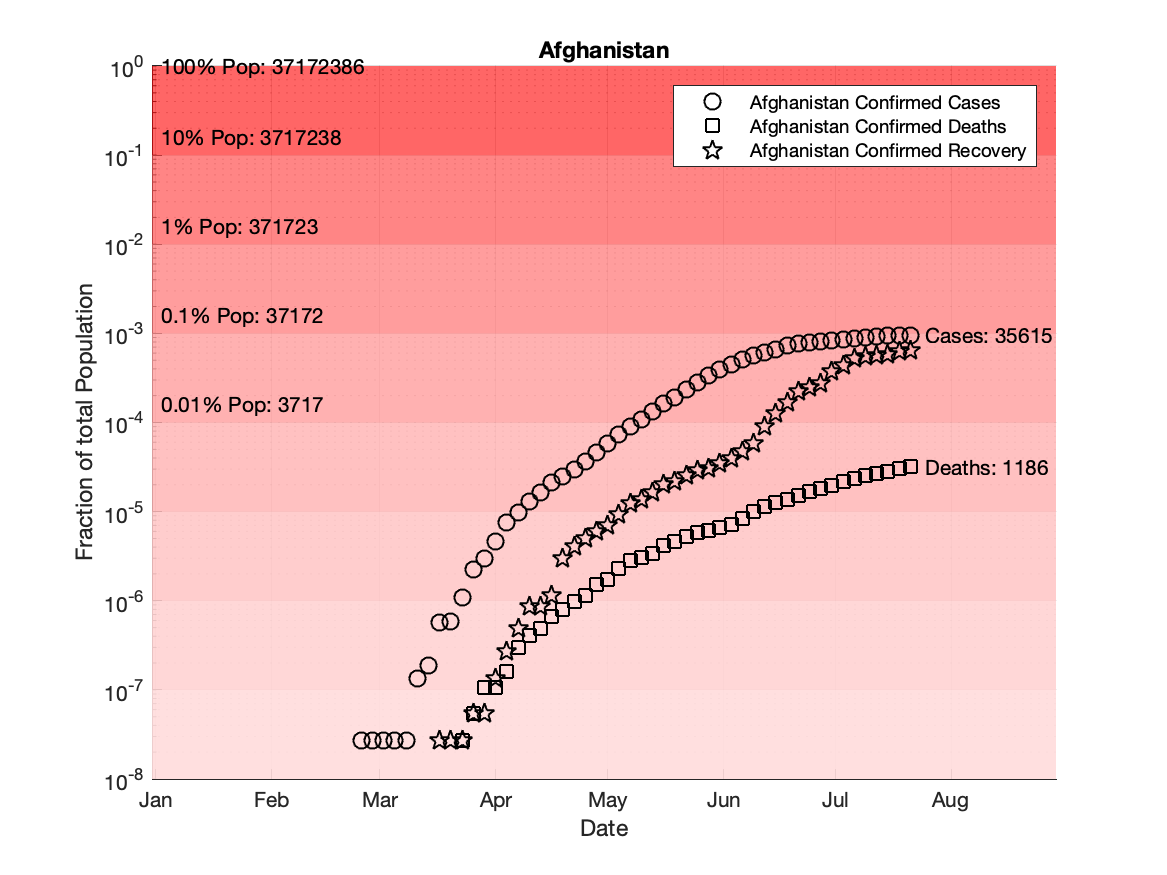 Afghanistan
10^0
10^-1
10^-2
10^-3
10^-4
10^-5
10^-6
10^-7
10^-8
Fraction of total Population
100% Pop: 37172386
10% Pop: 3717238
1% Pop: 371723
0.1% Pop: 37172
0.01% Pop: 3717
Afghanistan Confirmed Cases
Afghanistan Confirmed Deaths
Afghanistan Confirmed Recovery
Cases: 35615
Deaths: 1186
Jan Feb Mar Apr May Jun Jul Aug
Date